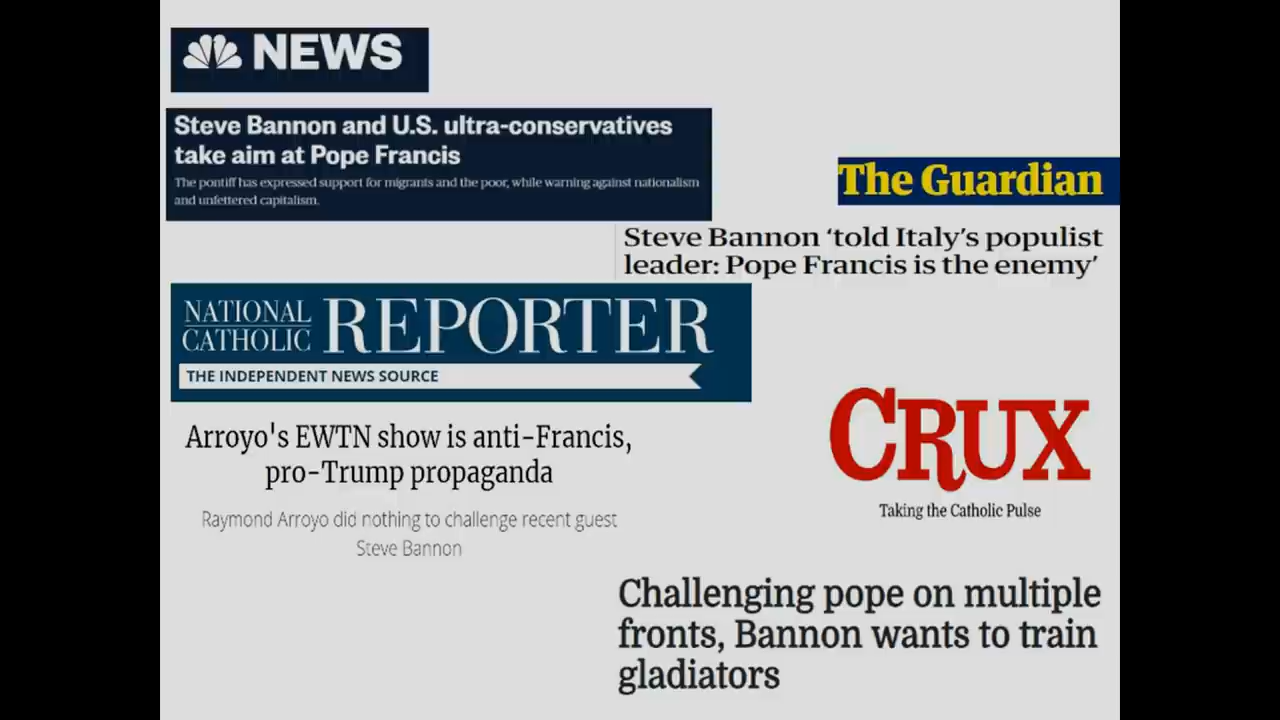 NEWS
Steve Bannon and U.S. ultra-conservatives
take aim at Pope Francis
The pontiff has expressed support for migrants and the poor, while warning against nationalism
and unfettered capitalism.
The Guardian
Steve Bannon ‘told Italy’s populist
leader: Pope Francis is the enemy’
NATIONAL
CATHOLIC
REPORTER
THE INDEPENDENT NEWS SOURCE
Arroyo's EWTN show is anti-Francis,
pro-Trump propaganda
Raymond Arroyo did nothing to challenge recent guest
Steve Bannon
CRUX
Taking the Catholic Pulse
Challenging pope on multiple
fronts, Bannon wants to train
gladiators